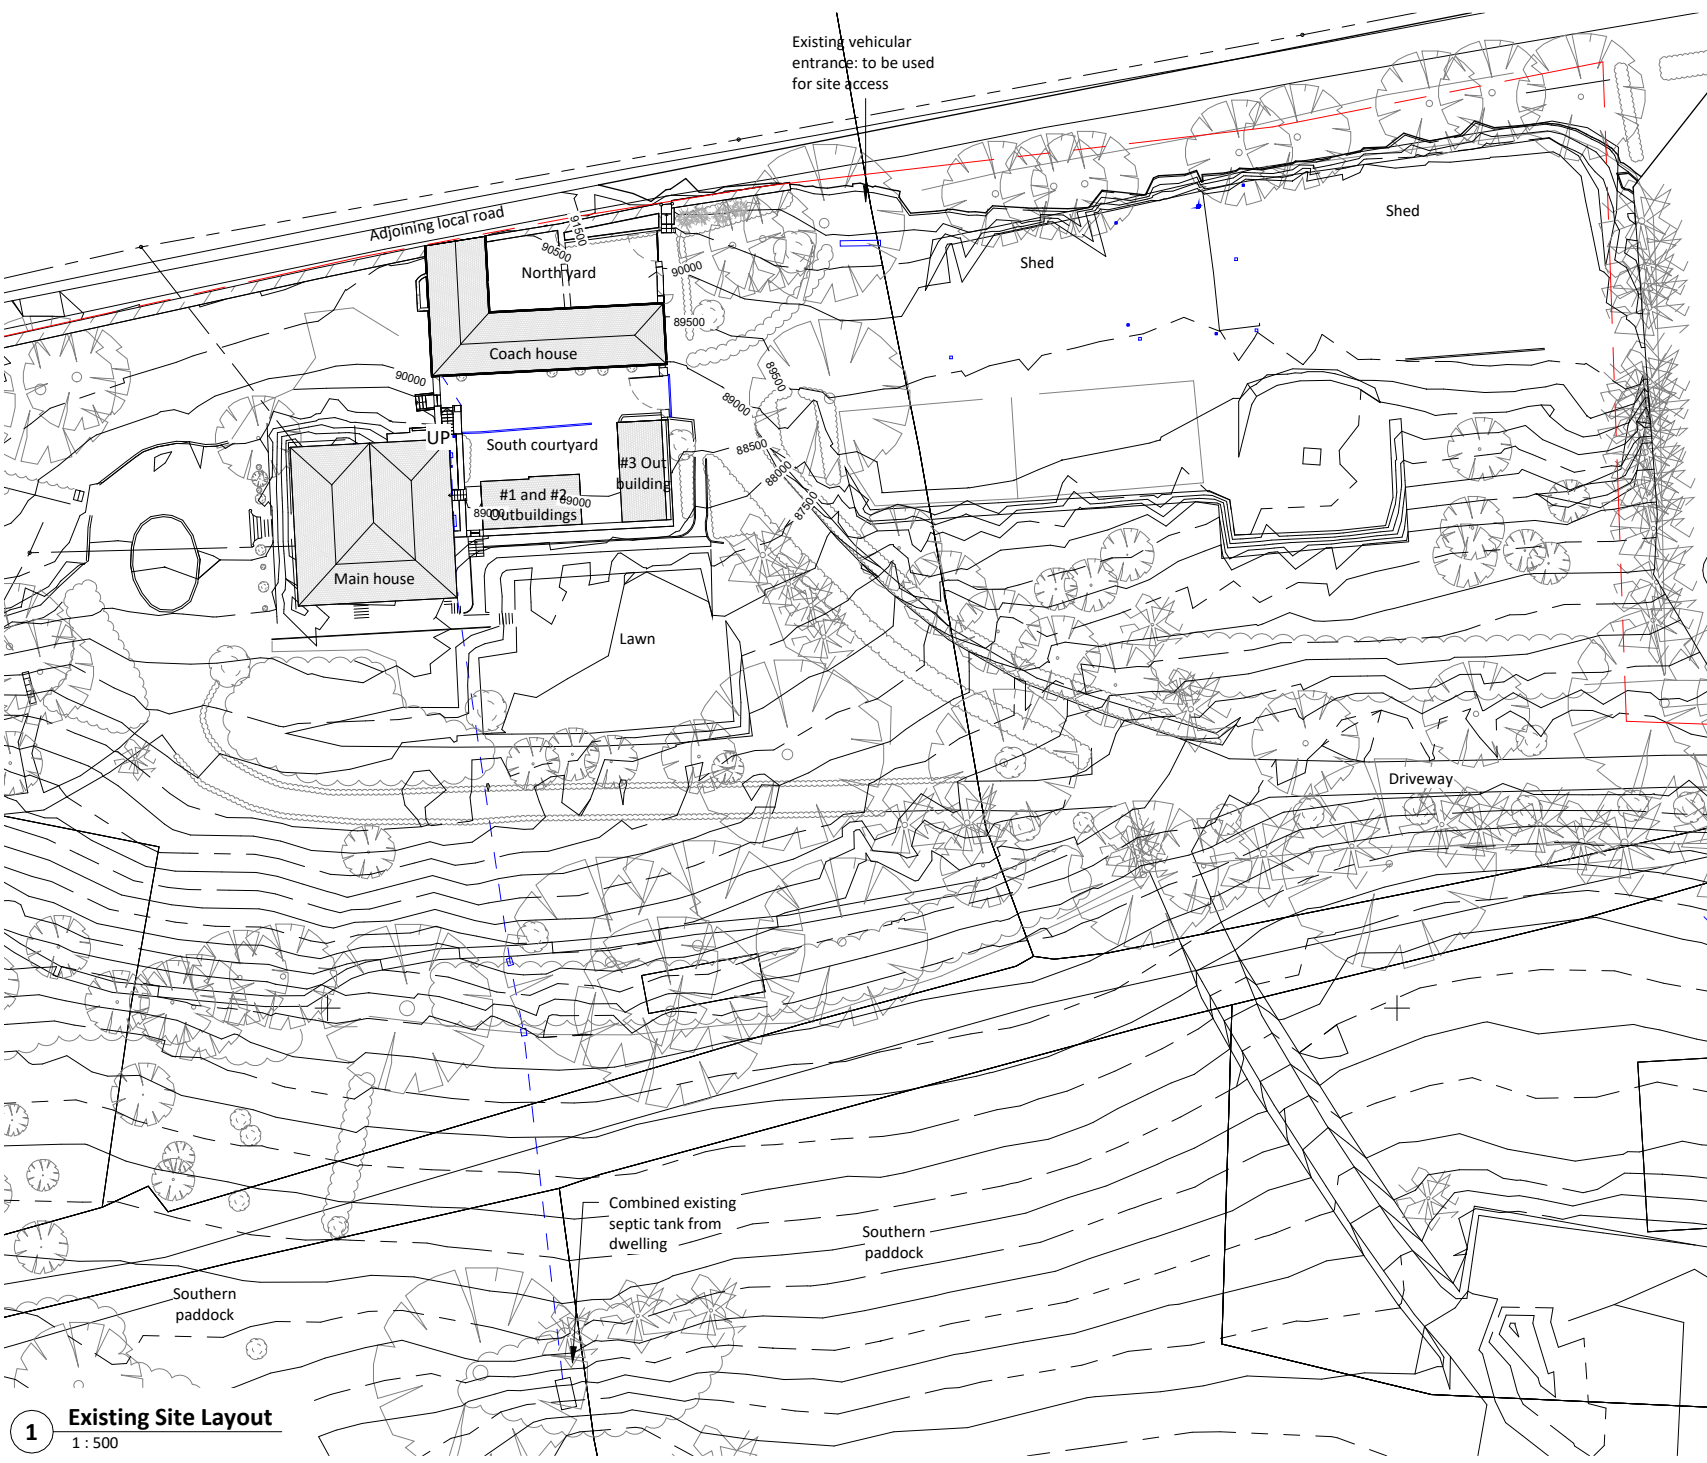 Existing vehicular
entrance: to be used
for site access
Adjoining local road
91500
90500
North yard
90000
Shed
Shed
89500
Coach house
90000
89500
89000
UP
South courtyard
88500
#3 Out
building
88000
#1 and #2
89000
89000
Outbuildings
87500
Main house
Lawn
Driveway
Combined existing
septic tank from
dwelling
Southern
paddock
Southern
paddock
1
Existing Site Layout
1 : 500